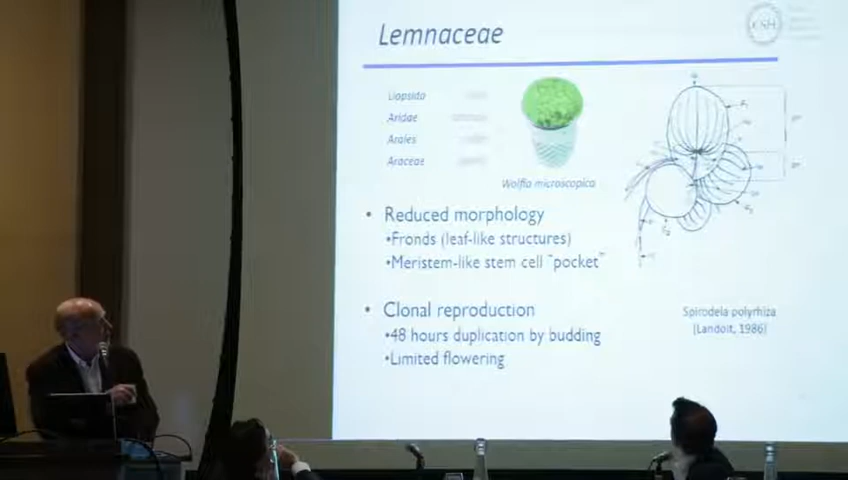 Lemnaceae
CSH
Liopsida
Aridae
Arales
Araceae
Wolffia microscopica
• Reduced morphology
•Fronds (leaf-like structures)
•Meristem-like stem cell "pocket"
• Clonal reproduction
•48 hours duplication by budding
•Limited flowering
Spirodela polyrhiza
(Landolt, 1986)